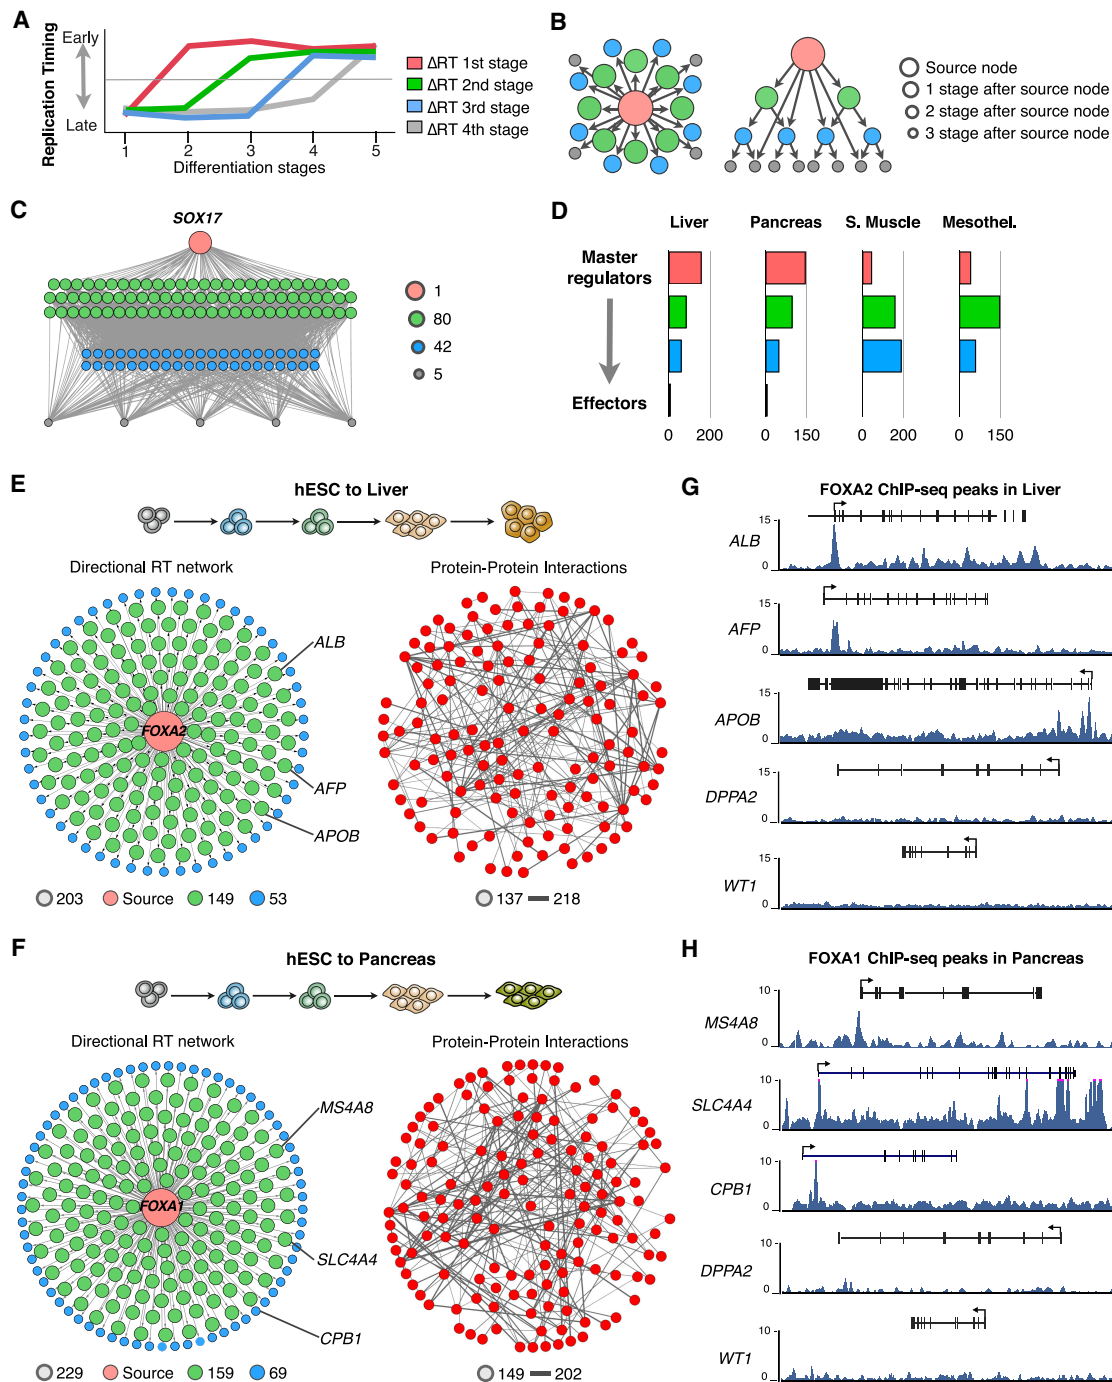 A
Early
Late
Replication Timing
1 2 3 4 5
Differentiation stages
ΔRT 1st stage
ΔRT 2nd stage
ΔRT 3rd stage
ΔRT 4th stage
B
Source node
1 stage after source node
2 stage after source node
3 stage after source node
C
SOX17
1
80
42
5
D
Liver Pancreas S. Muscle Mesothel.
Master
regulators
Effectors
0 200 0 150 0 200 0 150
E
hESC to Liver
Directional RT network
Protein-Protein Interactions
FOXA2
ALB
AFP
APOB
203 Source 149 53
137 218
F
hESC to Pancreas
Directional RT network
Protein-Protein Interactions
FOXA1
MS4A8
SLC4A4
CPB1
229 Source 159 69
149 202
G
FOXA2 ChIP-seq peaks in Liver
15
ALB
0
15
AFP
0
15
APOB
0
15
DPPA2
0
15
WT1
0
H
FOXA1 ChIP-seq peaks in Pancreas
10
MS4A8
0
10
SLC4A4
0
10
CPB1
0
10
DPPA2
0
10
WT1
0